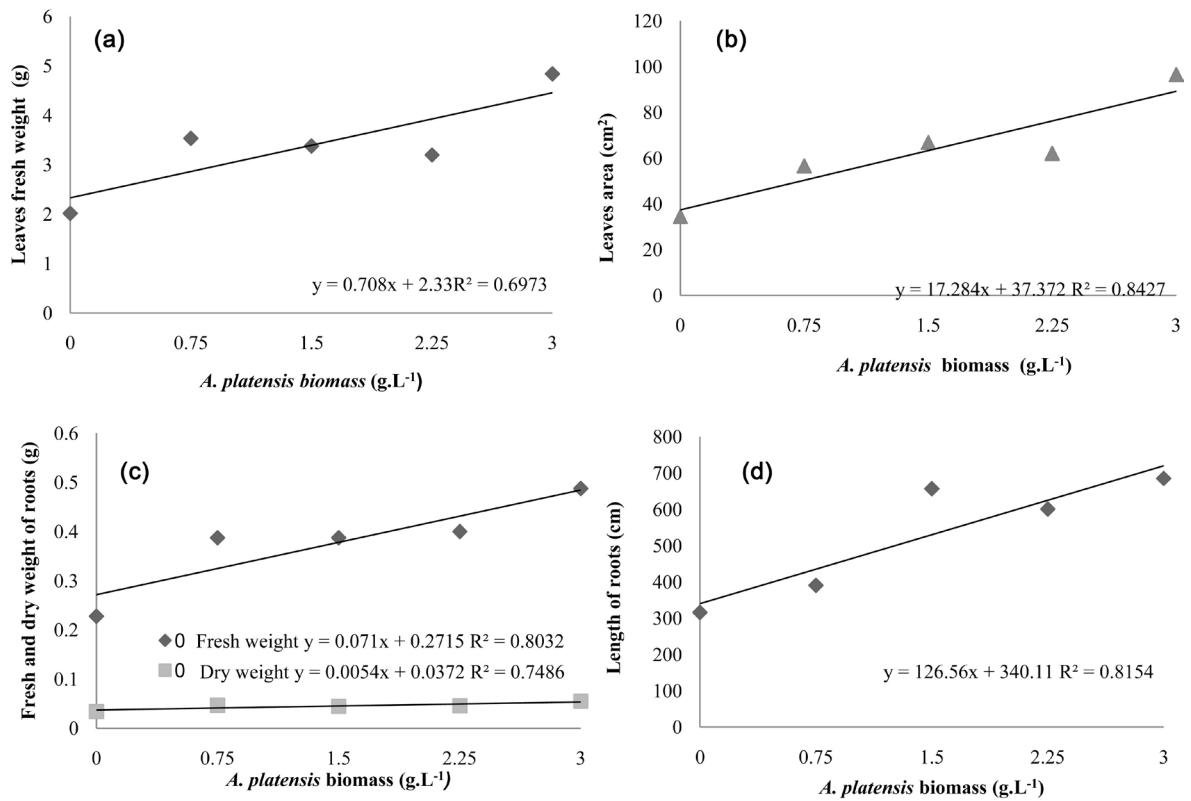 (a)
Leaves fresh weight (g)
6
5
4
3
2
1
0
y = 0.708x + 2.33R² = 0.6973
0 0.75 1.5 2.25 3
A. platensis biomass (g.L⁻¹)
(b)
Leaves area (cm²)
120
100
80
60
40
20
0
y = 17.284x + 37.372 R² = 0.8427
0 0.75 1.5 2.25 3
A. platensis biomass (g.L⁻¹)
(c)
Fresh and dry weight of roots (g)
0.6
0.5
0.4
0.3
0.2
0.1
0
0 Fresh weight y = 0.071x + 0.2715 R² = 0.8032
0 Dry weight y = 0.0054x + 0.0372 R² = 0.7486
0 0.75 1.5 2.25 3
A. platensis biomass (g.L⁻¹)
(d)
Length of roots (cm)
800
700
600
500
400
300
200
100
0
y = 126.56x + 340.11 R² = 0.8154
0 0.75 1.5 2.25 3
A. platensis biomass (g.L⁻¹)